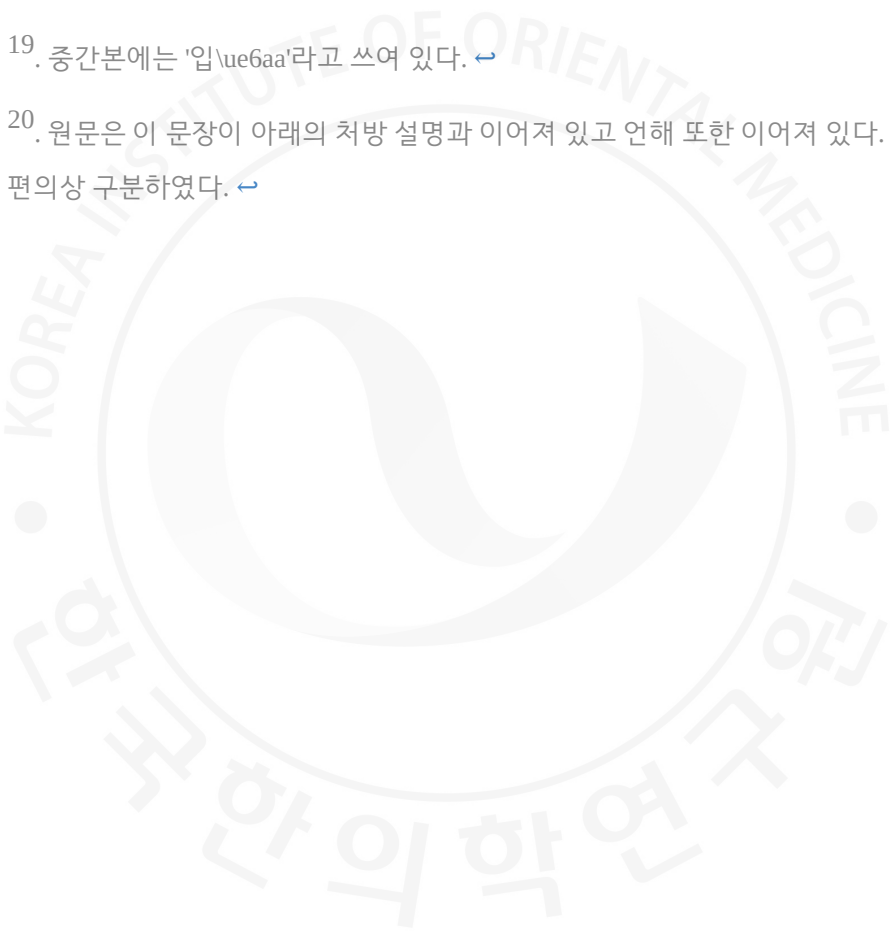 19. 중간본에는 '입\ue6aa'라고 쓰여 있다. ↩
20. 원문은 이 문장이 아래의 처방 설명과 이어져 있고 언해 또한 이어져 있다.
편의상 구분하였다. ↩
KOREA INSTITUTE OF ORIENTAL MEDICINE
한국한의학연구원